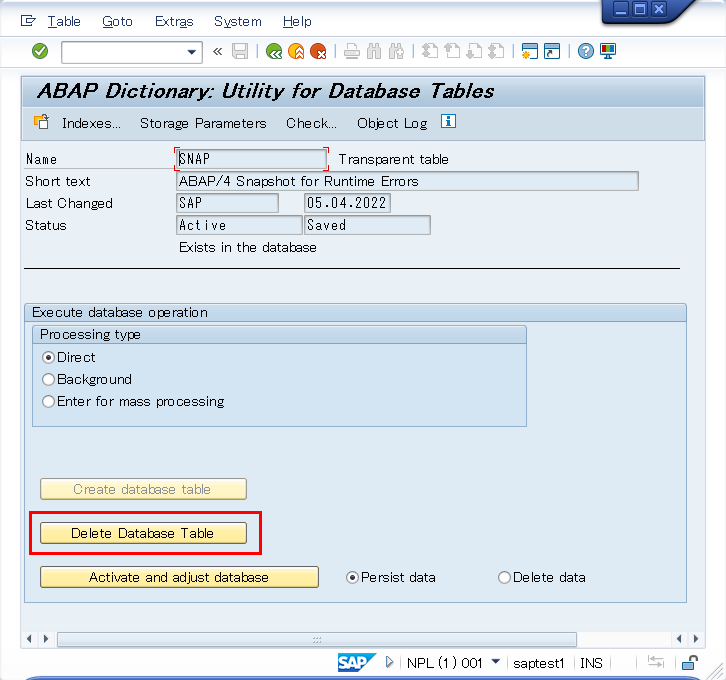 Table Goto Extras System Help
ABAP Dictionary: Utility for Database Tables
Indexes... Storage Parameters Check... Object Log
Name SNAP Transparent table
Short text ABAP/4 Snapshot for Runtime Errors
Last Changed SAP 05.04.2022
Status Active Saved
Exists in the database
Execute database operation
Processing type
Direct
Background
Enter for mass processing
Create database table
Delete Database Table
Activate and adjust database Persist data Delete data
SAP NPL (1) 001 saptest1 INS